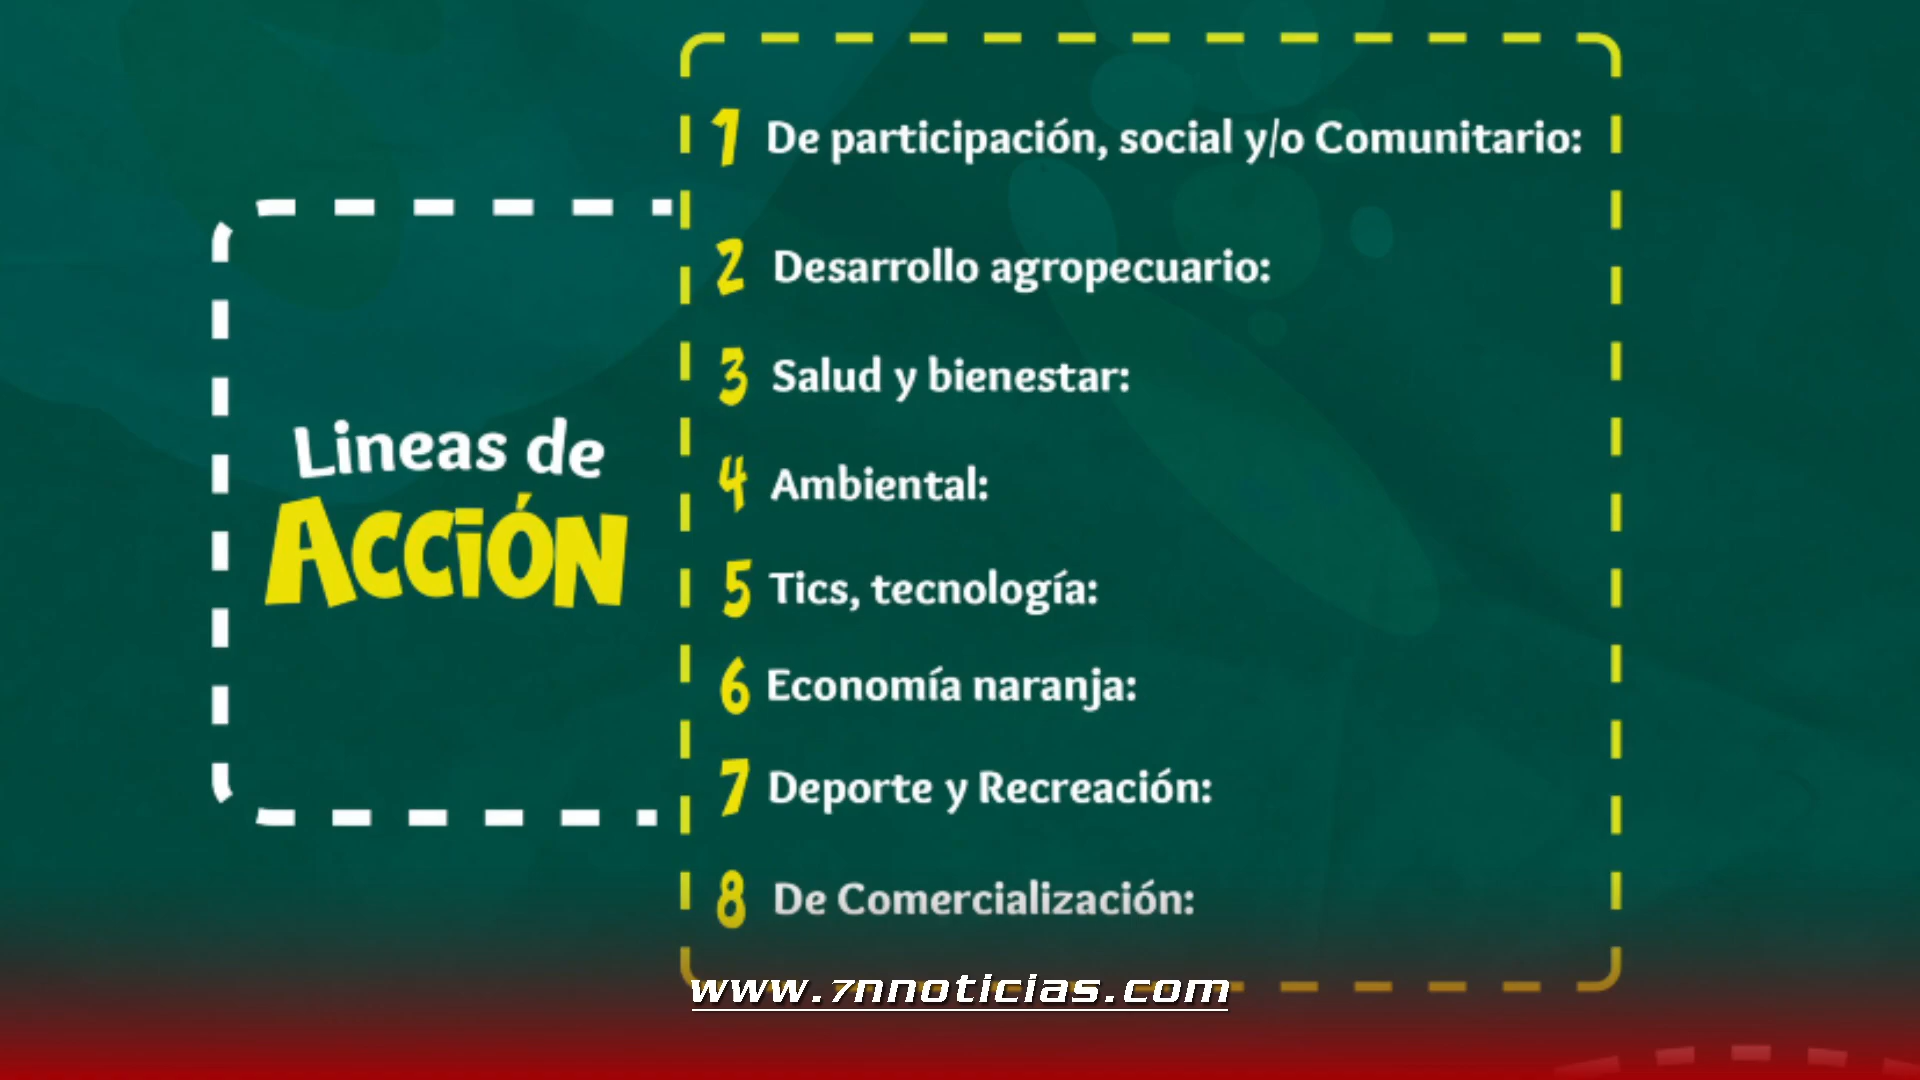 Lineas de
ACCIÓN
1 De participación, social y/o Comunitario:
2 Desarrollo agropecuario:
3 Salud y bienestar:
4 Ambiental:
5 Tics, tecnología:
6 Economía naranja:
7 Deporte y Recreación:
8 De Comercialización:
www.7nnoticias.com